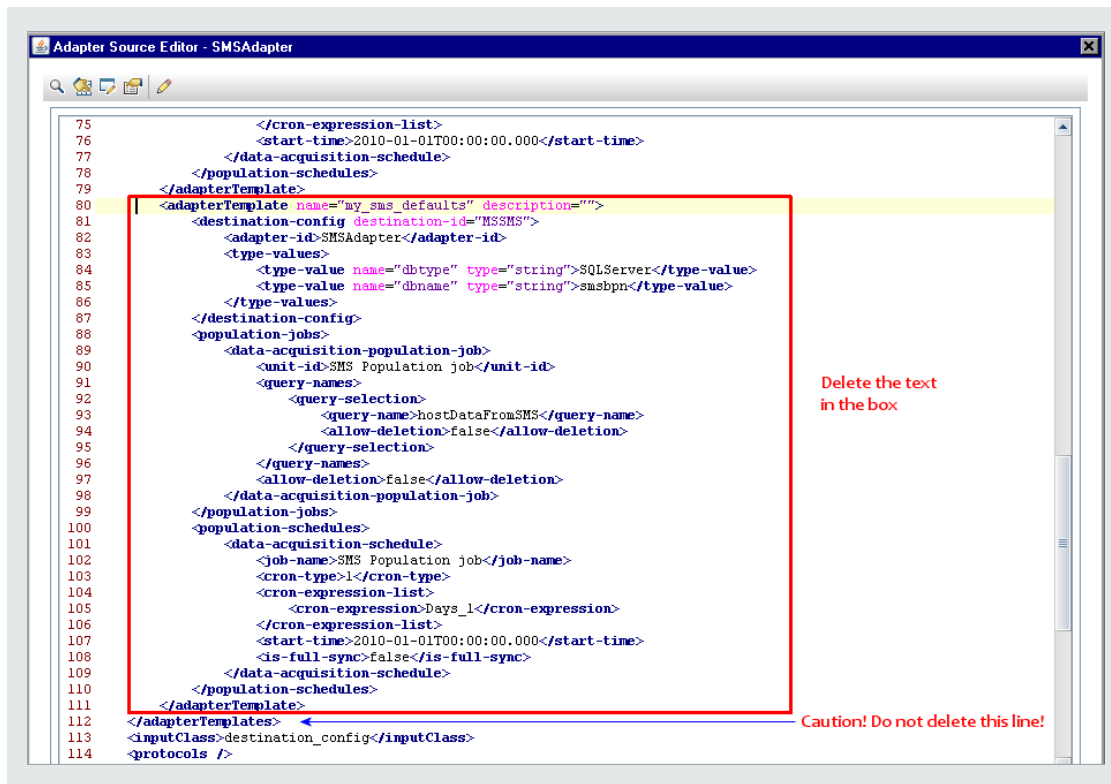 Adapter Source Editor - SMSAdapter
75 </cron-expression-list>
76 <start-time>2010-01-01T00:00:00.000</start-time>
77 </data-acquisition-schedule>
78 </population-schedules>
79 </adapterTemplate>
80 <adapterTemplate name="my_sms_defaults" description="">
81 <destination-config destination-id="MSSMS">
82 <adapter-id>SMSAdapter</adapter-id>
83 <type-values>
84 <type-value name="dbtype" type="string">SQLServer</type-value>
85 <type-value name="dbname" type="string">smsbpn</type-value>
86 </type-values>
87 </destination-config>
88 <population-jobs>
89 <data-acquisition-population-job>
90 <unit-id>SMS Population job</unit-id>
91 <query-names>
92 <query-selection>
93 <query-name>hostDataFromSMS</query-name>
94 <allow-deletion>false</allow-deletion>
95 </query-selection>
96 </query-names>
97 <allow-deletion>false</allow-deletion>
98 </data-acquisition-population-job>
99 </population-jobs>
100 <population-schedules>
101 <data-acquisition-schedule>
102 <job-name>SMS Population job</job-name>
103 <cron-type>1</cron-type>
104 <cron-expression-list>
105 <cron-expression>Days_1</cron-expression>
106 </cron-expression-list>
107 <start-time>2010-01-01T00:00:00.000</start-time>
108 <is-full-sync>false</is-full-sync>
109 </data-acquisition-schedule>
110 </population-schedules>
111 </adapterTemplate>
112 </adapterTemplates>
113 <inputClass>destination_config</inputClass>
114 <protocols />
Delete the text
in the box
Caution! Do not delete this line!